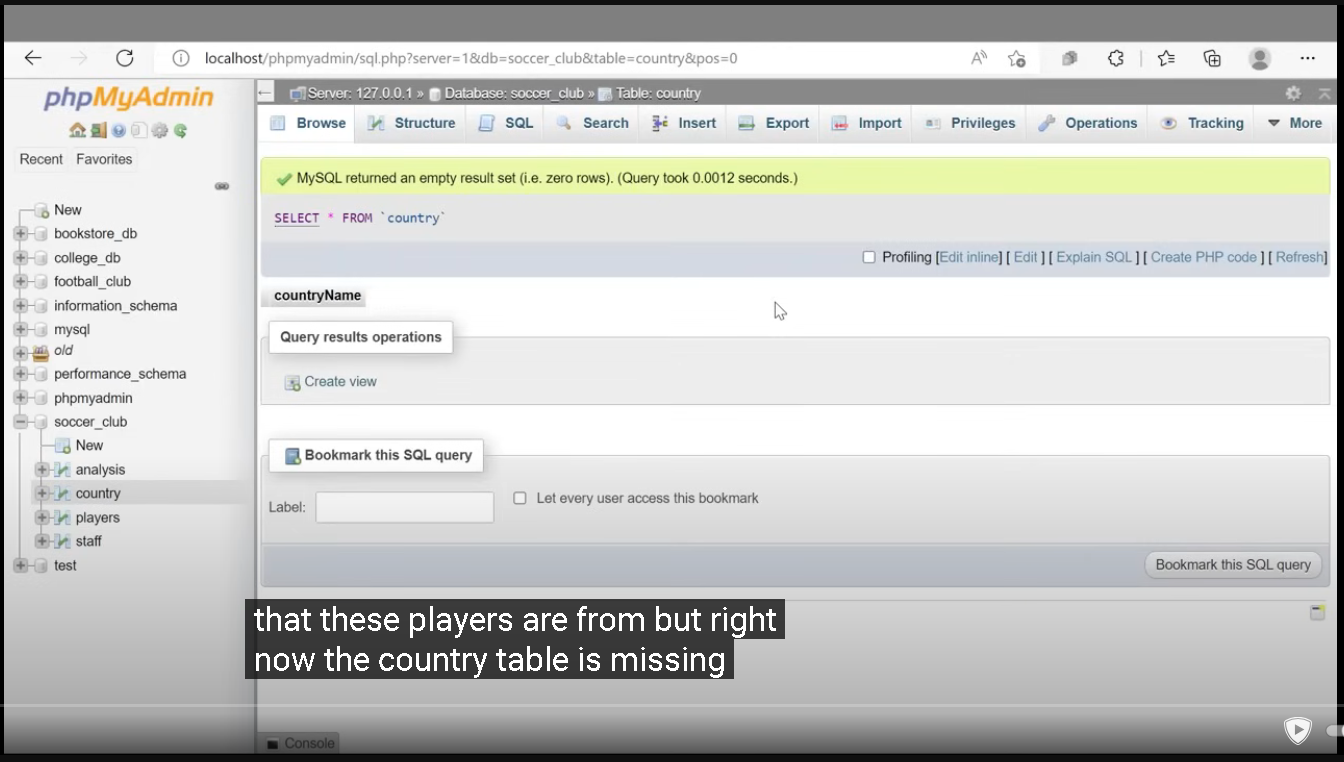 localhost/phpmyadmin/sql.php?server=1&db=soccer_club&table=country&pos=0
phpMyAdmin
Recent Favorites
New
bookstore_db
college_db
football_club
information_schema
mysql
old
performance_schema
phpmyadmin
soccer_club
New
analysis
country
players
staff
test
Server: 127.0.0.1 » Database: soccer_club » Table: country
Browse Structure SQL Search Insert Export Import Privileges Operations Tracking More
MySQL returned an empty result set (i.e. zero rows). (Query took 0.0012 seconds.)
SELECT * FROM `country`
Profiling [Edit inline] [ Edit ] [ Explain SQL ] [ Create PHP code ] [ Refresh]
countryName
Query results operations
Create view
Bookmark this SQL query
Label: Let every user access this bookmark
Bookmark this SQL query
that these players are from but right
now the country table is missing
Console